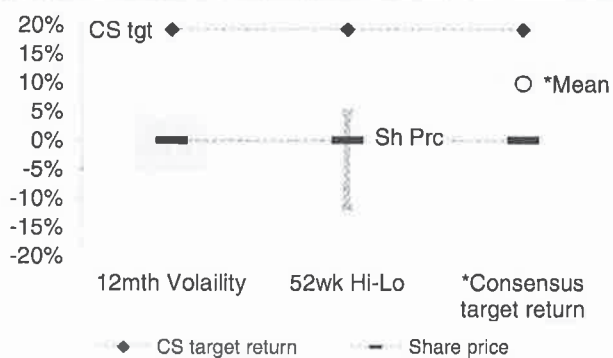 20%
CS tgt
15%
10%
*Mean
5%
0%
Sh Prc
-5%
-10%
-15%
-20%
12mth Volaility
52wk Hi-Lo
*Consensus
target return
CS target return
Share price